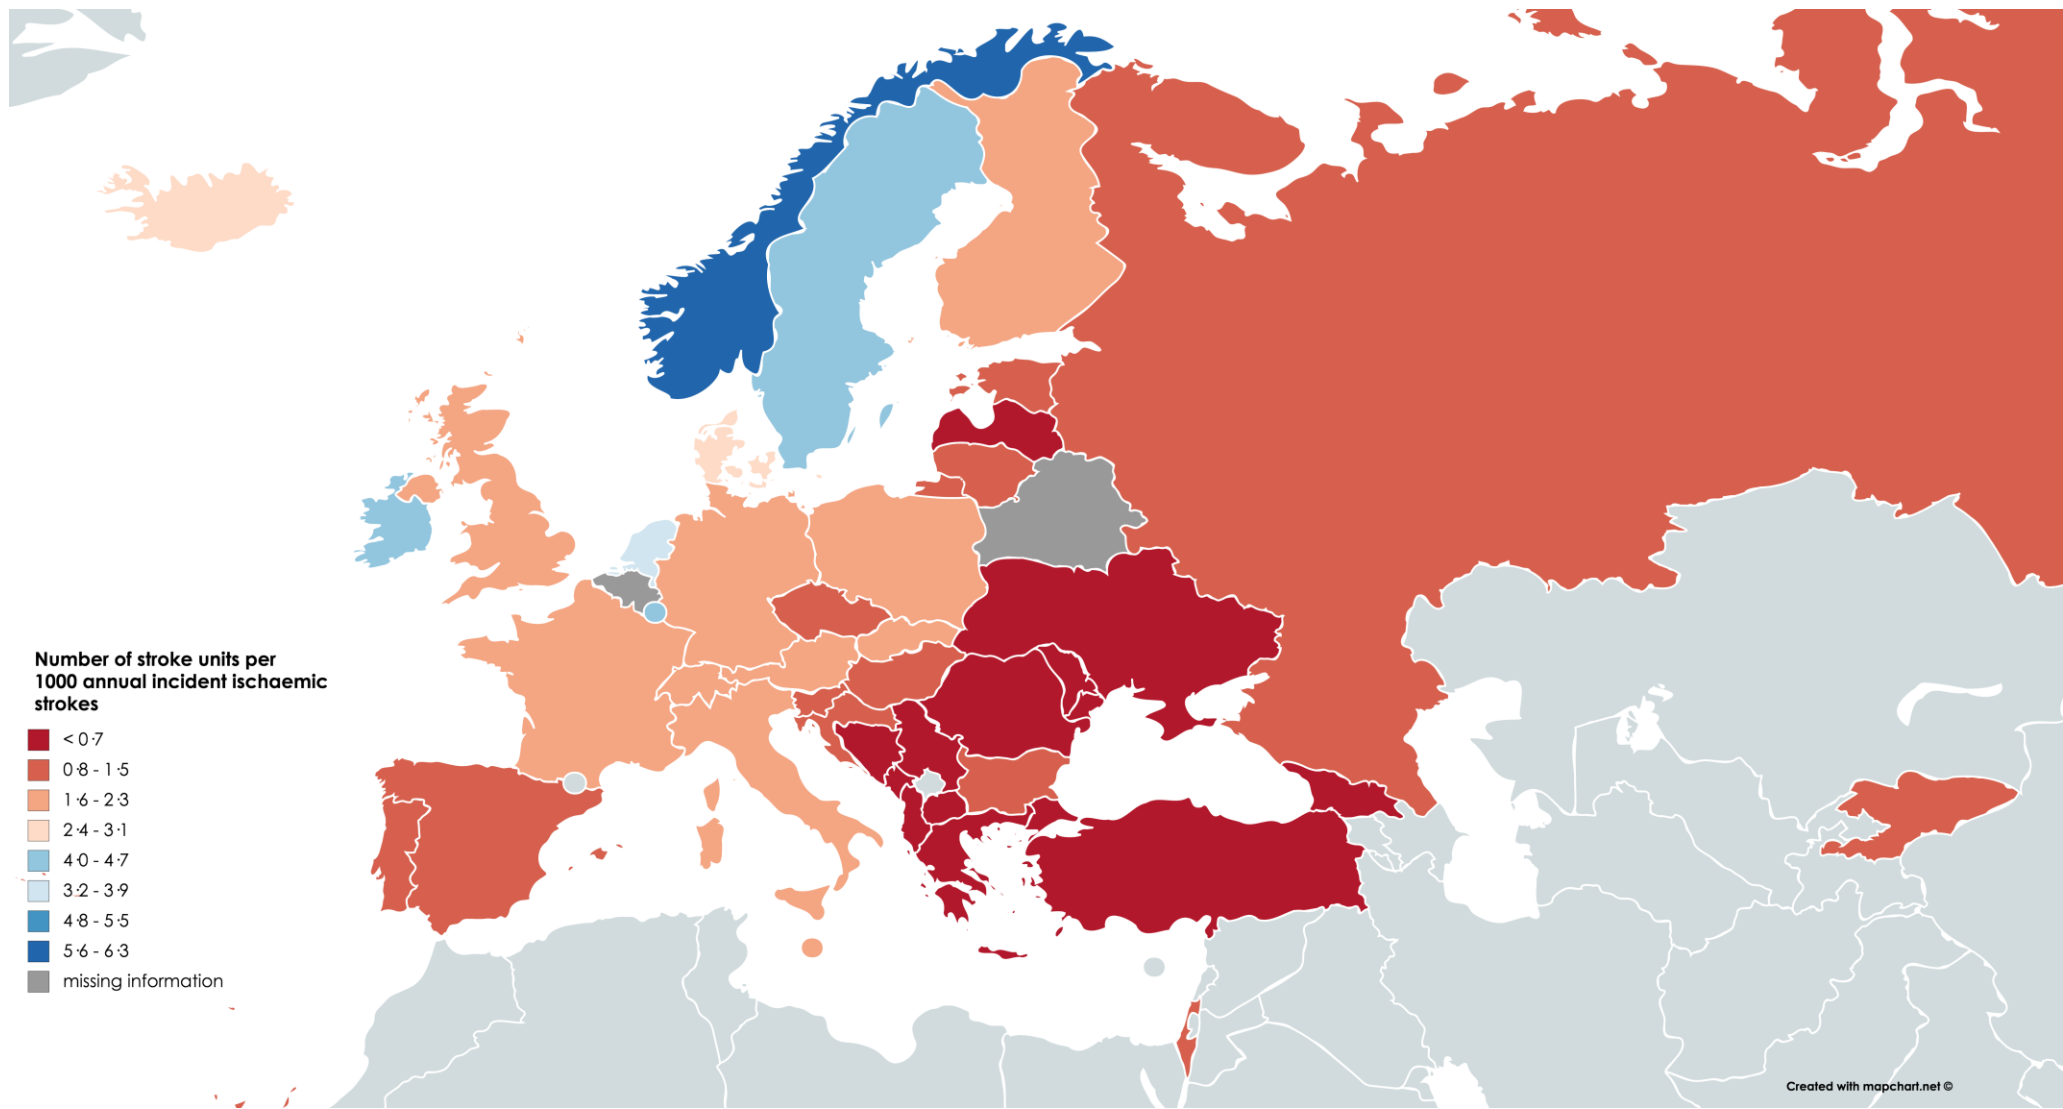 Number of stroke units per
1000 annual incident ischaemic
strokes
< 0·7
0·8 - 1·5
1·6 - 2·3
2·4 - 3·1
4·0 - 4·7
3·2 - 3·9
4·8 - 5·5
5·6 - 6·3
missing information
Created with mapchart.net ©